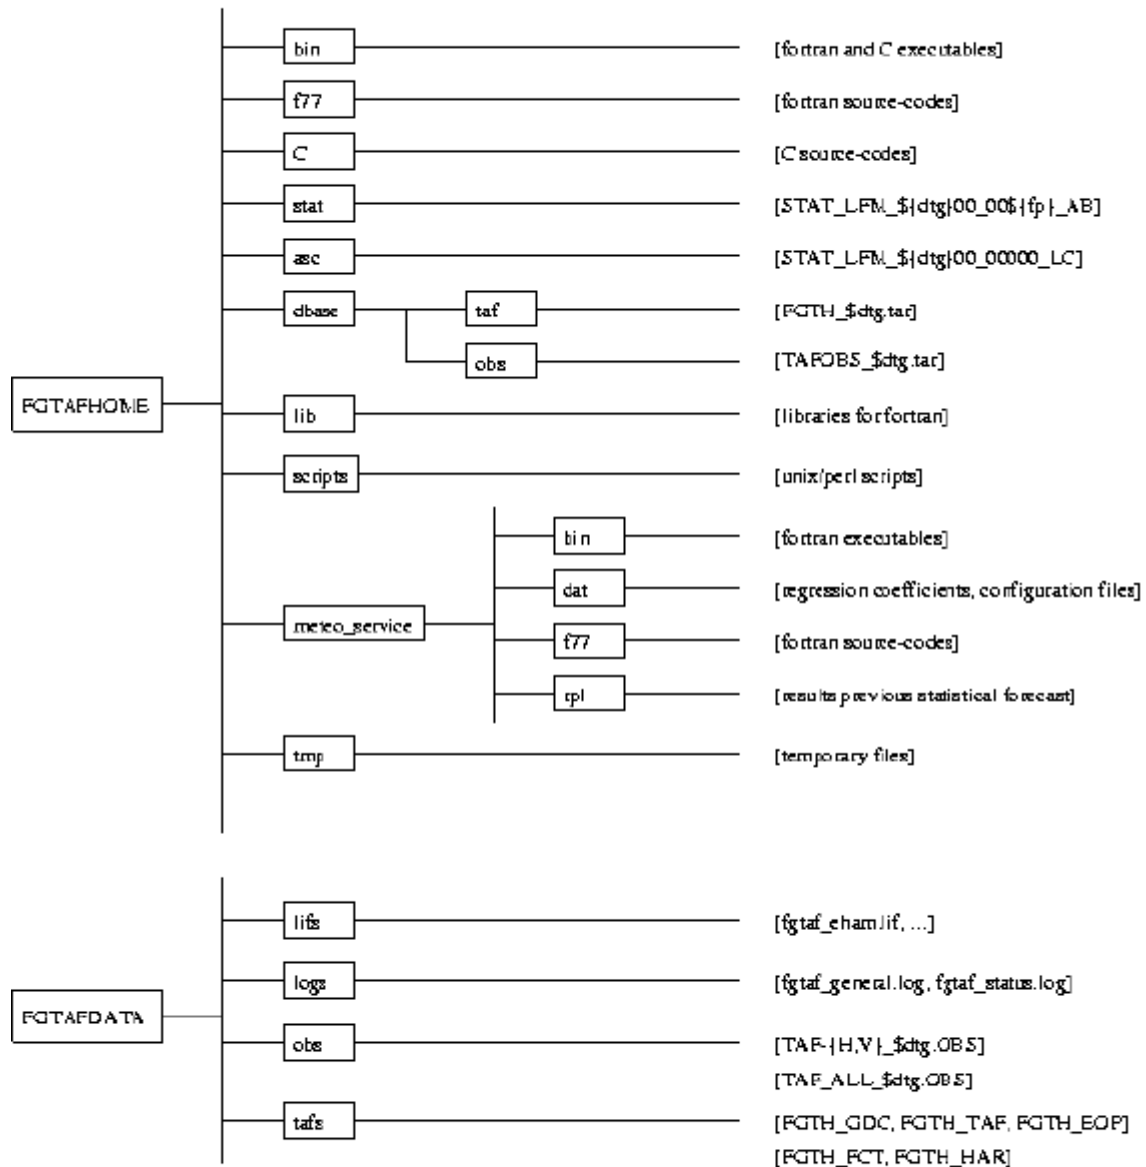 bin [fortran and C executables]
f77 [fortran source-codes]
C [C source-codes]
stat [STAT_LFM_${dtg}00_00${fp}_AB]
asc [STAT_LFM_${dtg}00_00000_LC]
dbase taf [FGTH_$dtg.tar]
obs [TAFOBS_$dtg.tar]
FGTAFHOME lib [libraries for fortran]
scripts [unix/perl scripts]
bin [fortran executables]
dat [regression coefficients, configuration files]
meteo_service
f77 [fortran source-codes]
rpl [results previous statistical forecast]
tmp [temporary files]
lifs [fgtaf_eham.lif, ...]
logs [fgtaf_general.log, fgtaf_status.log]
FGTAFDATA
obs [TAF-{H,V}_$dtg.OBS]
[TAF_ALL_$dtg.OBS]
tafs [FGTH_GDC, FGTH_TAF, FGTH_EOP]
[FGTH_FCT, FGTH_HAR]